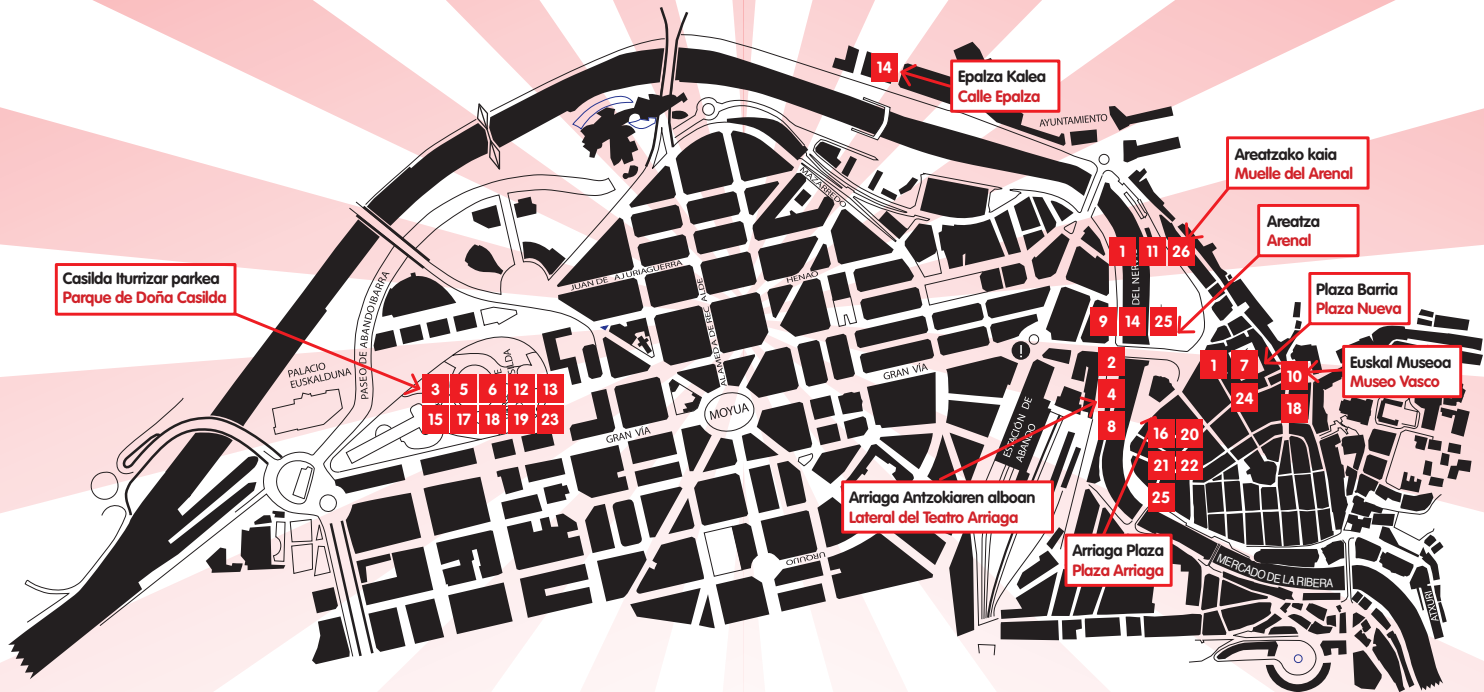 14
Epalza Kalea
Calle Epalza
AYUNTAMIENTO
Areatzako kaia
Muelle del Arenal
MAZARREDO
Areatza
Arenal
1 11 26
DEL
Casilda Iturrizar parkea
Parque de Doña Casilda
JUAN DE AJURIAGUERRA
HENAO
ALAMEDA DE RECALDE
PASEO DE ABANDOIBARRA
Plaza Barria
Plaza Nueva
9 14 25
!
PALACIO
EUSKALDUNA
Euskal Museoa
Museo Vasco
2
4
8
1 7
24
10
18
GRAN VÍA
3 5 6 12 13
15 17 18 19 23
MOYUA
GRAN VÍA
ESTACIÓN DE
ABANDO
16 20
21 22
25
Arriaga Antzokiaren alboan
Lateral del Teatro Arriaga
Arriaga Plaza
Plaza Arriaga
URQUIJO
MERCADO DE LA RIBERA
ATXURI